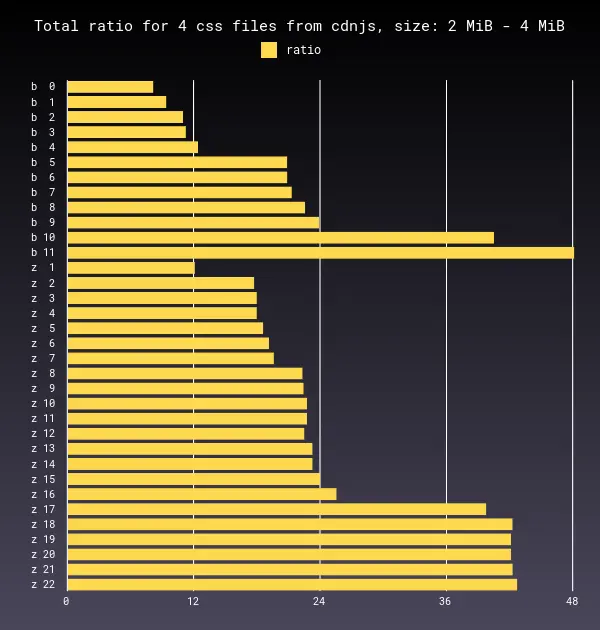 Total ratio for 4 css files from cdnjs, size: 2 MiB - 4 MiB
ratio
b 0
b 1
b 2
b 3
b 4
b 5
b 6
b 7
b 8
b 9
b 10
b 11
z 1
z 2
z 3
z 4
z 5
z 6
z 7
z 8
z 9
z 10
z 11
z 12
z 13
z 14
z 15
z 16
z 17
z 18
z 19
z 20
z 21
z 22
0 12 24 36 48